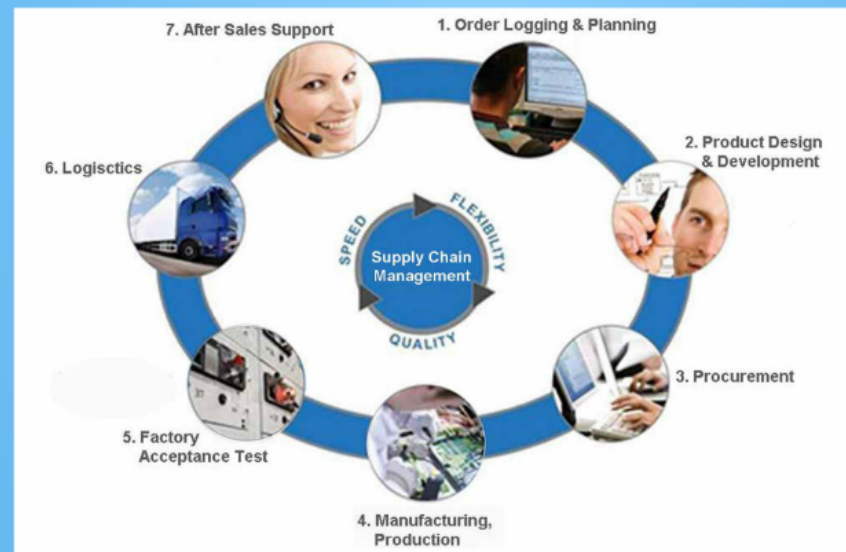 7. After Sales Support
1. Order Logging & Planning
6. Logisctics
2. Product Design
& Development
SPEED
FLEXIBILITY
Supply Chain
Management
QUALITY
3. Procurement
5. Factory
Acceptance Test
4. Manufacturing,
Production